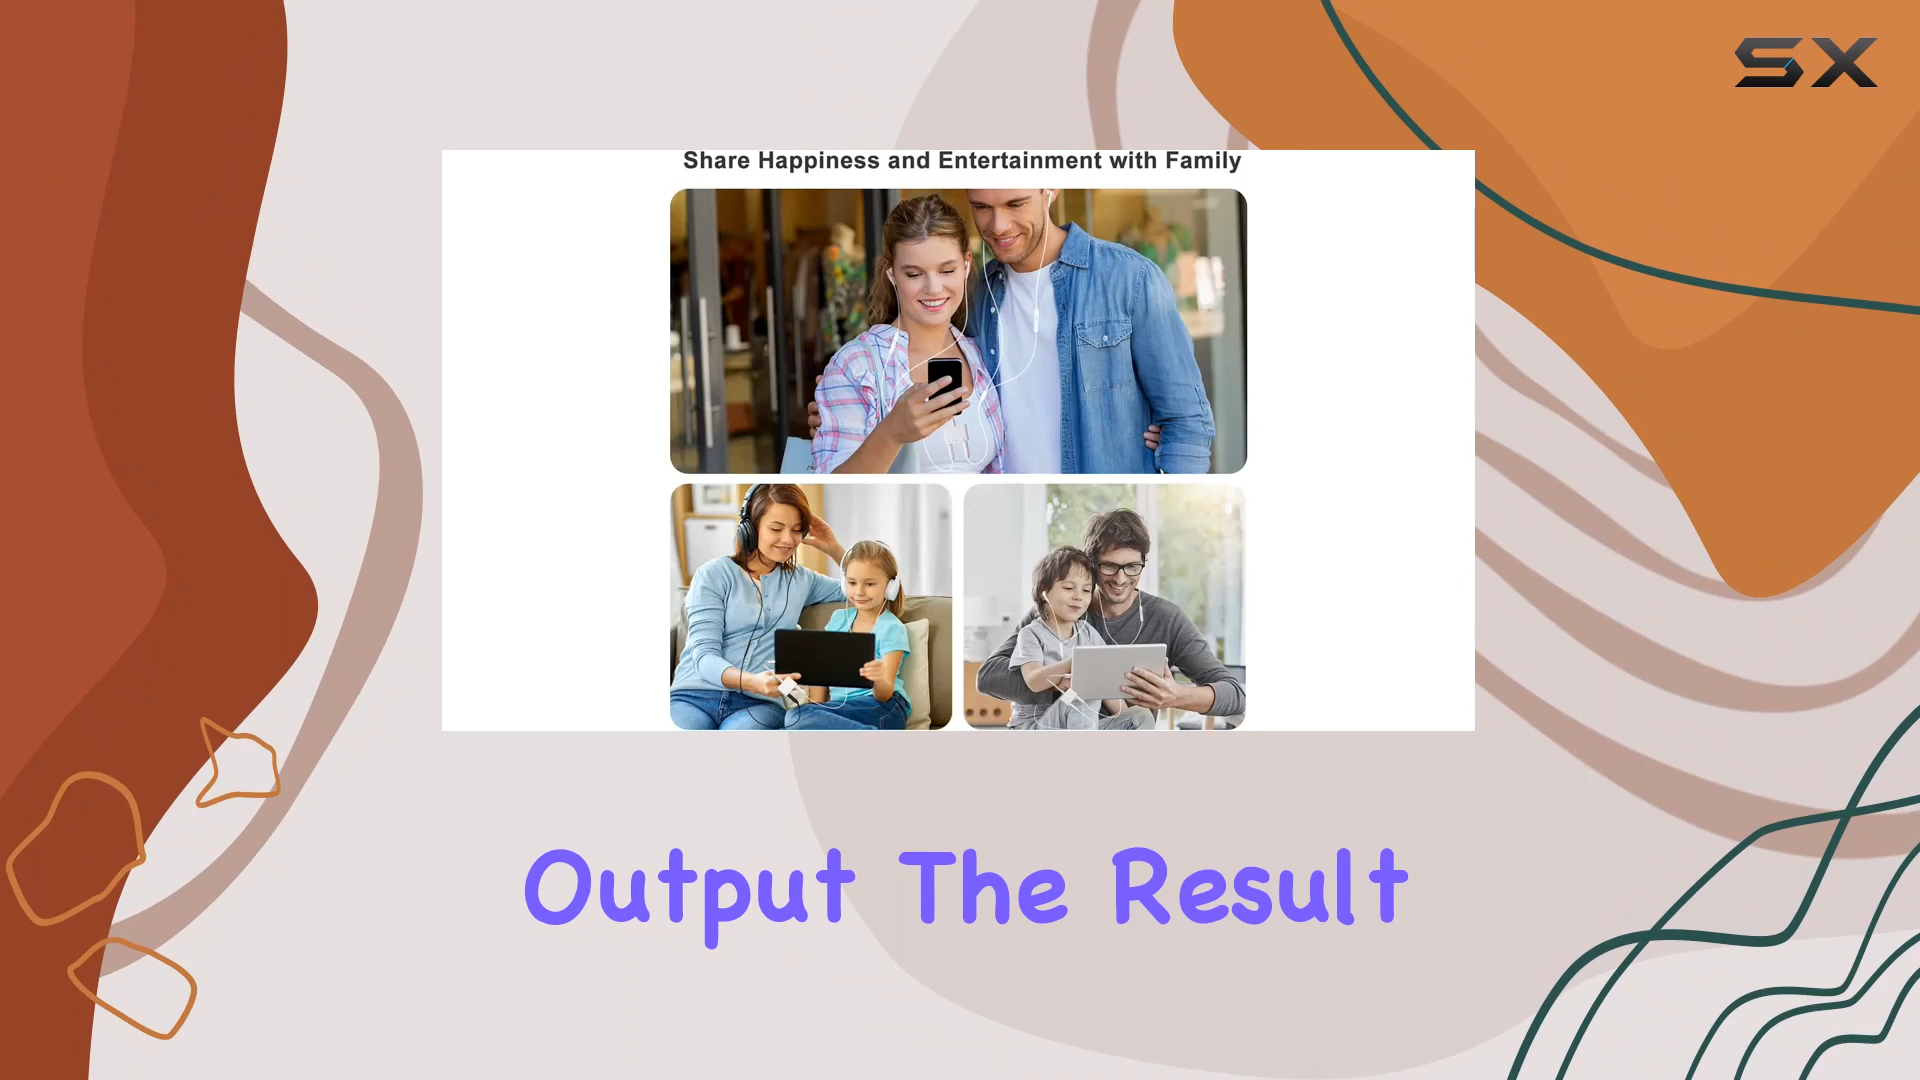 SX
Share Happiness and Entertainment with Family
Output The Result